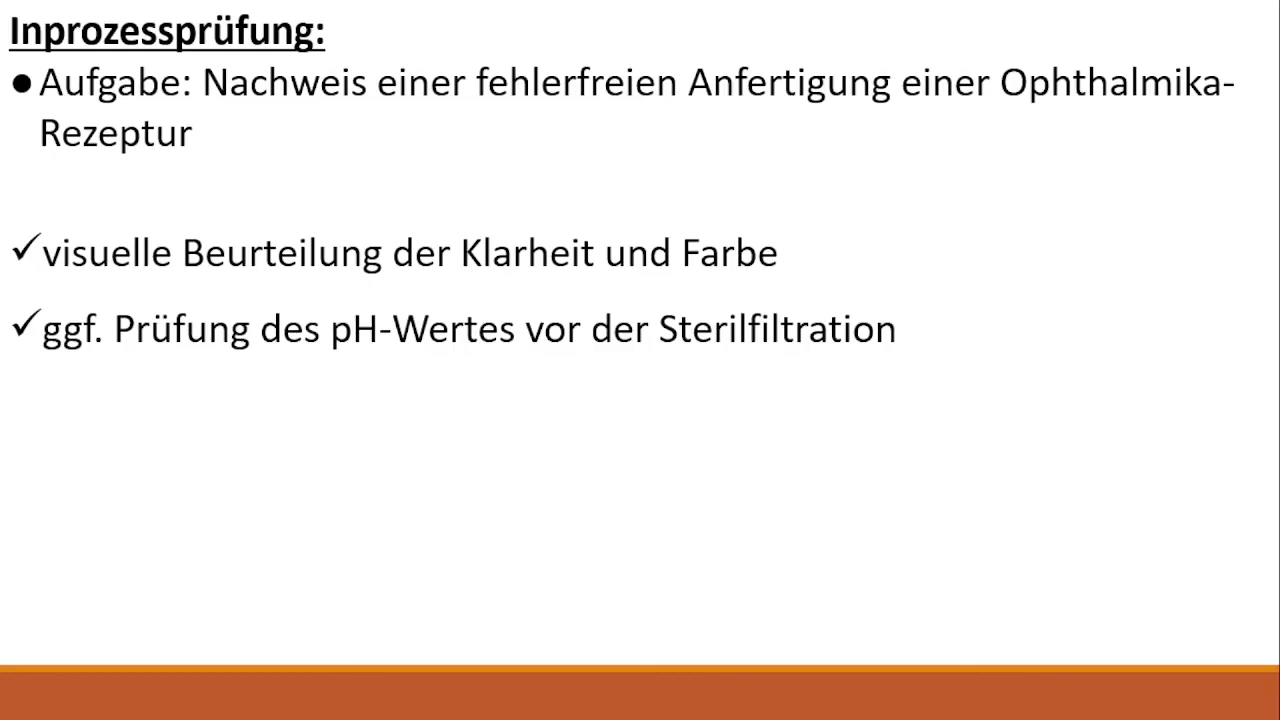 Inprozessprüfung:
●Aufgabe: Nachweis einer fehlerfreien Anfertigung einer Ophthalmika-
Rezeptur
✓visuelle Beurteilung der Klarheit und Farbe
✓ggf. Prüfung des pH-Wertes vor der Sterilfiltration